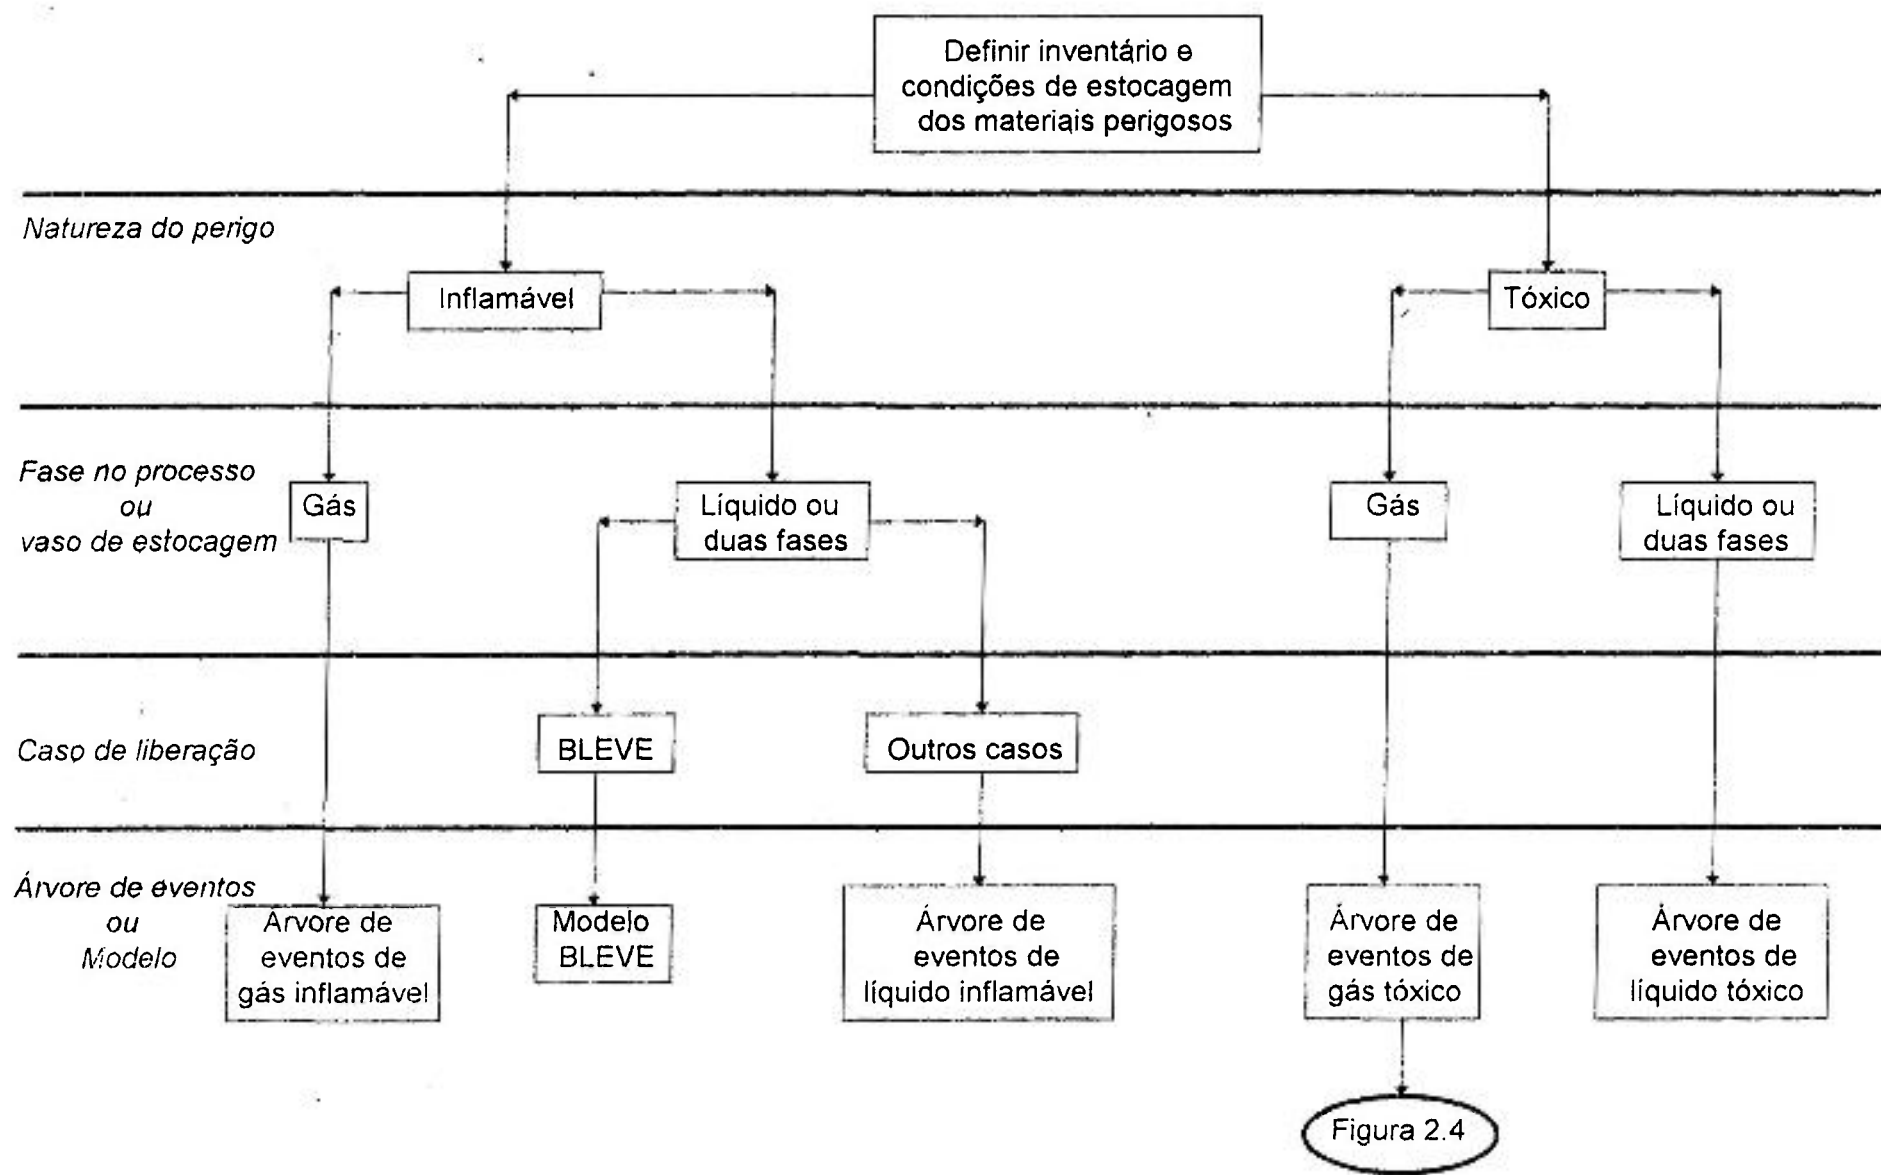 Definir inventário e
condições de estocagem
dos materiais perigosos
Natureza do perigo
Inflamável
Tóxico
Fase no processo
ou
vaso de estocagem
Gás
Líquido ou
duas fases
Gás
Líquido ou
duas fases
Caso de liberação
BLEVE
Outros casos
Árvore de eventos
ou
Modelo
Árvore de
eventos de
gás inflamável
Modelo
BLEVE
Árvore de
eventos de
líquido inflamável
Árvore de
eventos de
gás tóxico
Árvore de
eventos de
líquido tóxico
Figura 2.4